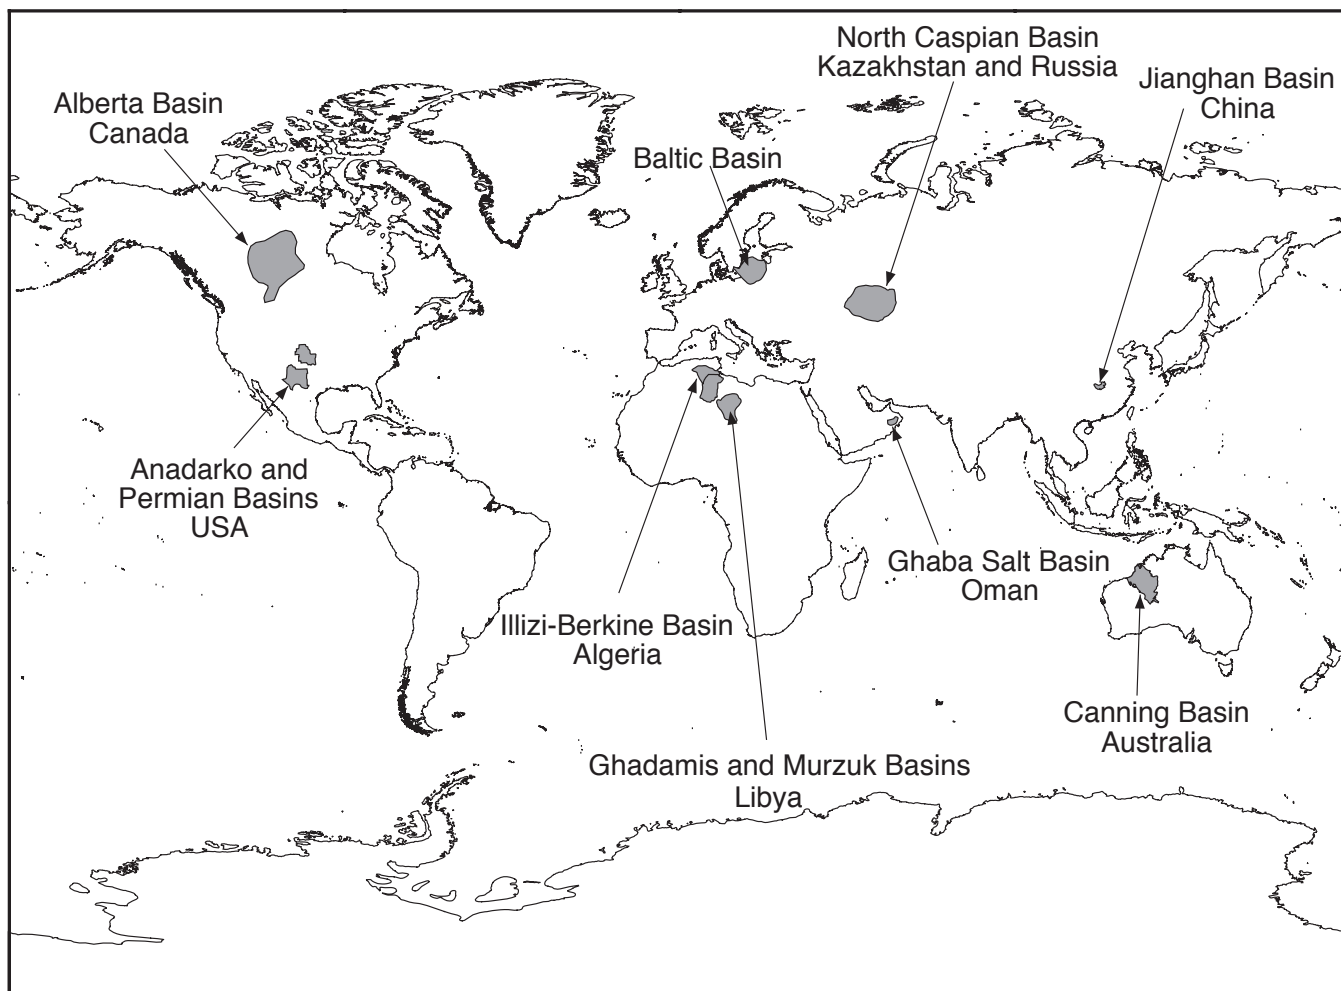 North Caspian Basin
Kazakhstan and Russia
Jianghan Basin
China
Alberta Basin
Canada
Baltic Basin
Anadarko and
Permian Basins
USA
Ghaba Salt Basin
Oman
Illizi-Berkine Basin
Algeria
Canning Basin
Australia
Ghadamis and Murzuk Basins
Libya